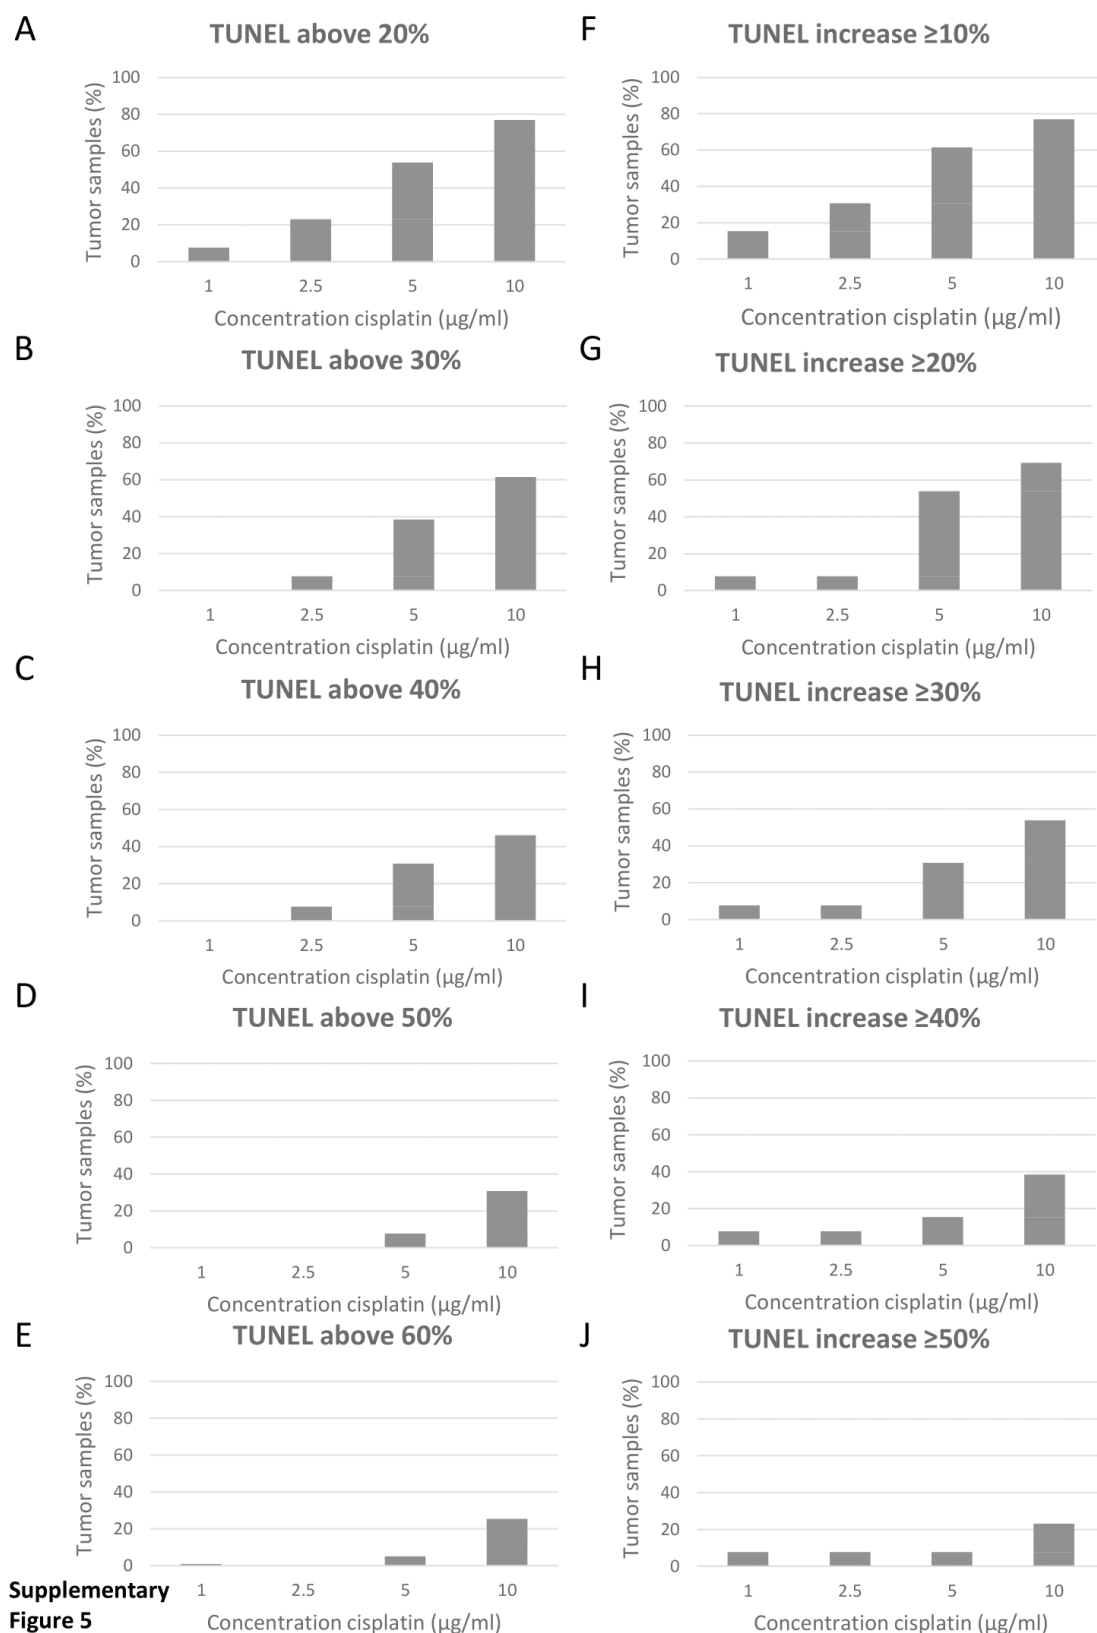 A
TUNEL above 20%
Tumor samples (%)
100
80
60
40
20
0
1 2.5 5 10
Concentration cisplatin (µg/ml)
B
TUNEL above 30%
Tumor samples (%)
100
80
60
40
20
0
1 2.5 5 10
Concentration cisplatin (µg/ml)
C
TUNEL above 40%
Tumor samples (%)
100
80
60
40
20
0
1 2.5 5 10
Concentration cisplatin (µg/ml)
D
TUNEL above 50%
Tumor samples (%)
100
80
60
40
20
0
1 2.5 5 10
Concentration cisplatin (µg/ml)
E
TUNEL above 60%
Tumor samples (%)
100
80
60
40
20
0
1 2.5 5 10
Concentration cisplatin (µg/ml)
F
TUNEL increase ≥10%
Tumor samples (%)
100
80
60
40
20
0
1 2.5 5 10
Concentration cisplatin (µg/ml)
G
TUNEL increase ≥20%
Tumor samples (%)
100
80
60
40
20
0
1 2.5 5 10
Concentration cisplatin (µg/ml)
H
TUNEL increase ≥30%
Tumor samples (%)
100
80
60
40
20
0
1 2.5 5 10
Concentration cisplatin (µg/ml)
I
TUNEL increase ≥40%
Tumor samples (%)
100
80
60
40
20
0
1 2.5 5 10
Concentration cisplatin (µg/ml)
J
TUNEL increase ≥50%
Tumor samples (%)
100
80
60
40
20
0
1 2.5 5 10
Concentration cisplatin (µg/ml)
Supplementary
Figure 5